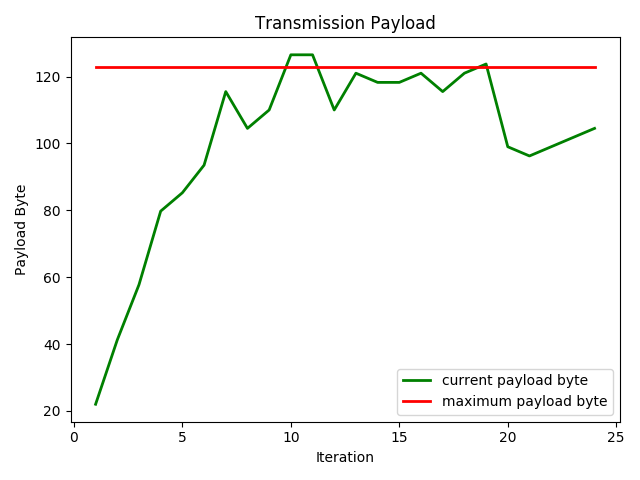 Transmission Payload
Payload Byte
120
100
80
60
40
20
0
5
10
15
20
25
Iteration
current payload byte
maximum payload byte